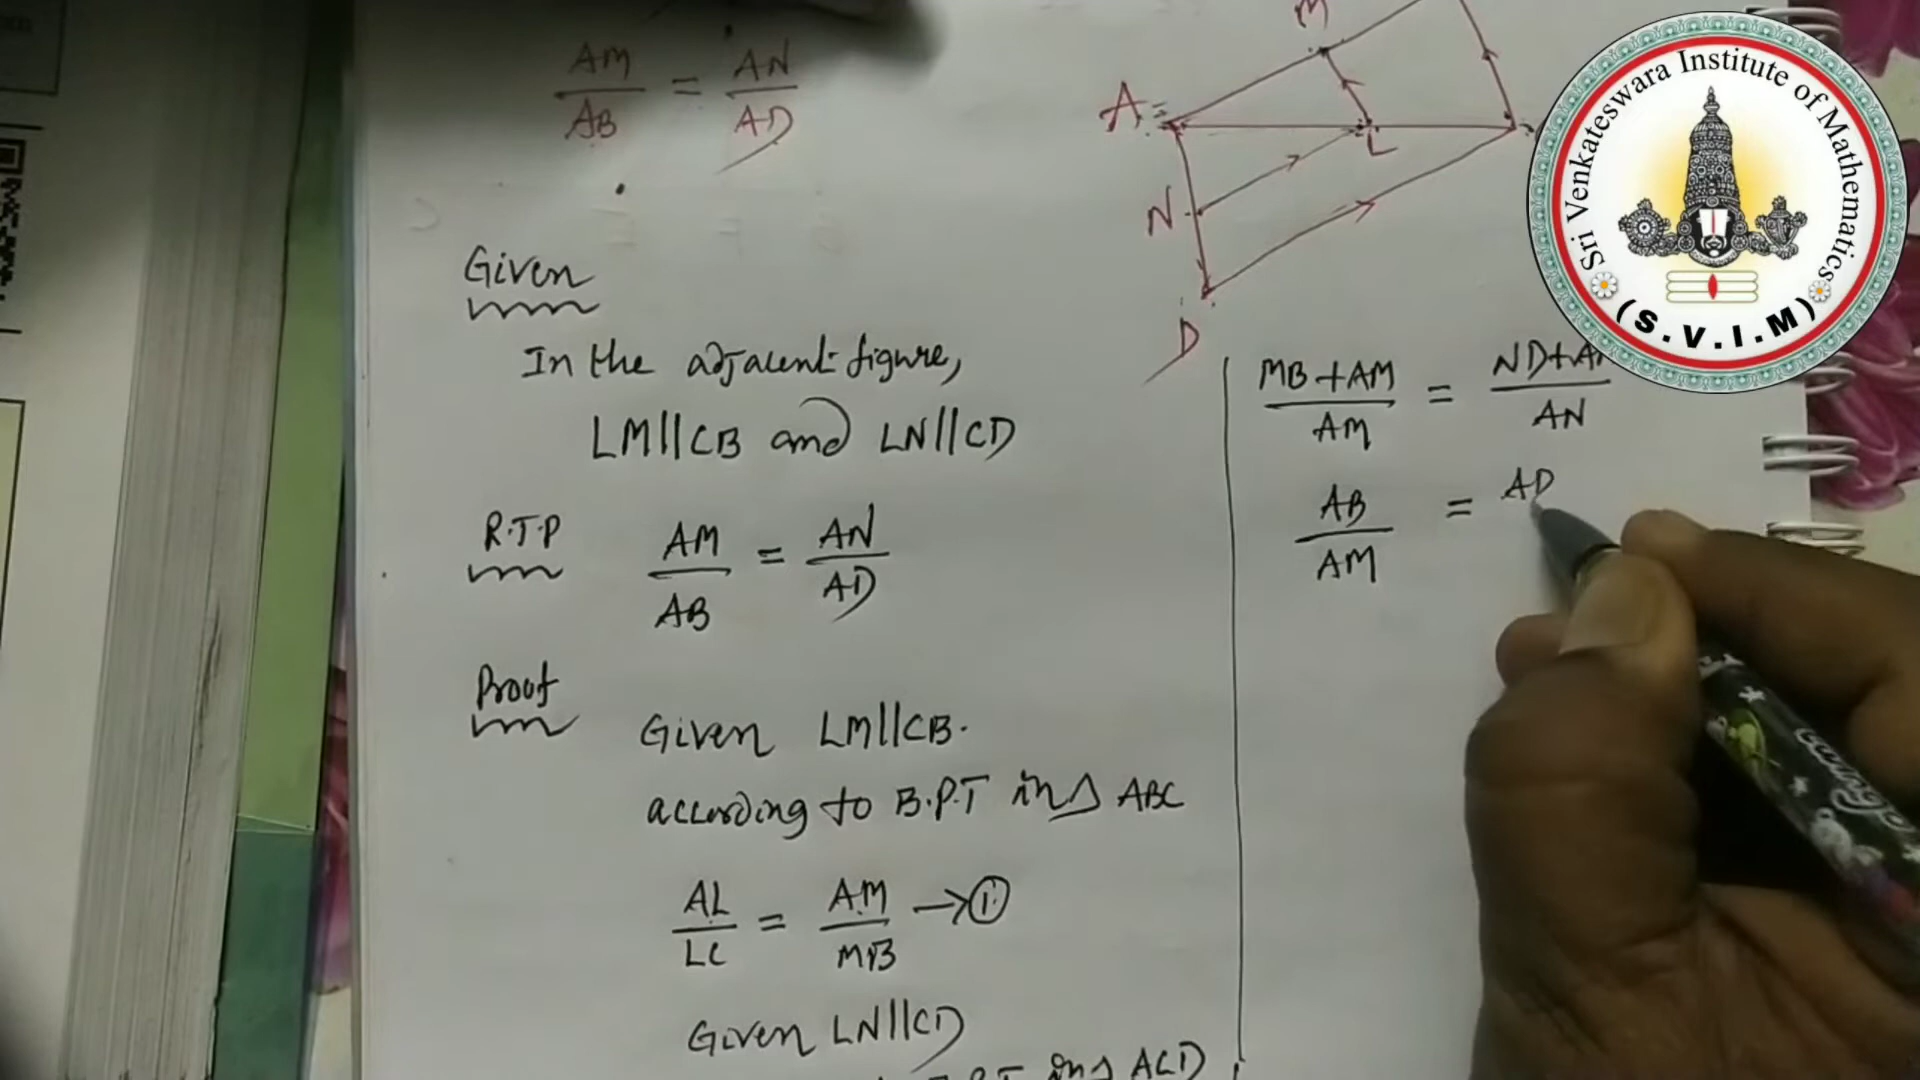 AM/AB = AN/AD
M
A
L
N
D
Given
In the adjacent figure,
LM||CB and LN||CD
R.T.P AM/AB = AN/AD
Proof
Given LM||CB.
according to B.P.T in △ ABC
AL/LC = AM/MB → ①
Given LN||CD
in △ ACD
MB+AM/AM = ND+AN/AN
AB/AM = AD
Sri Venkateswara Institute of Mathematics
(S.V.I.M)